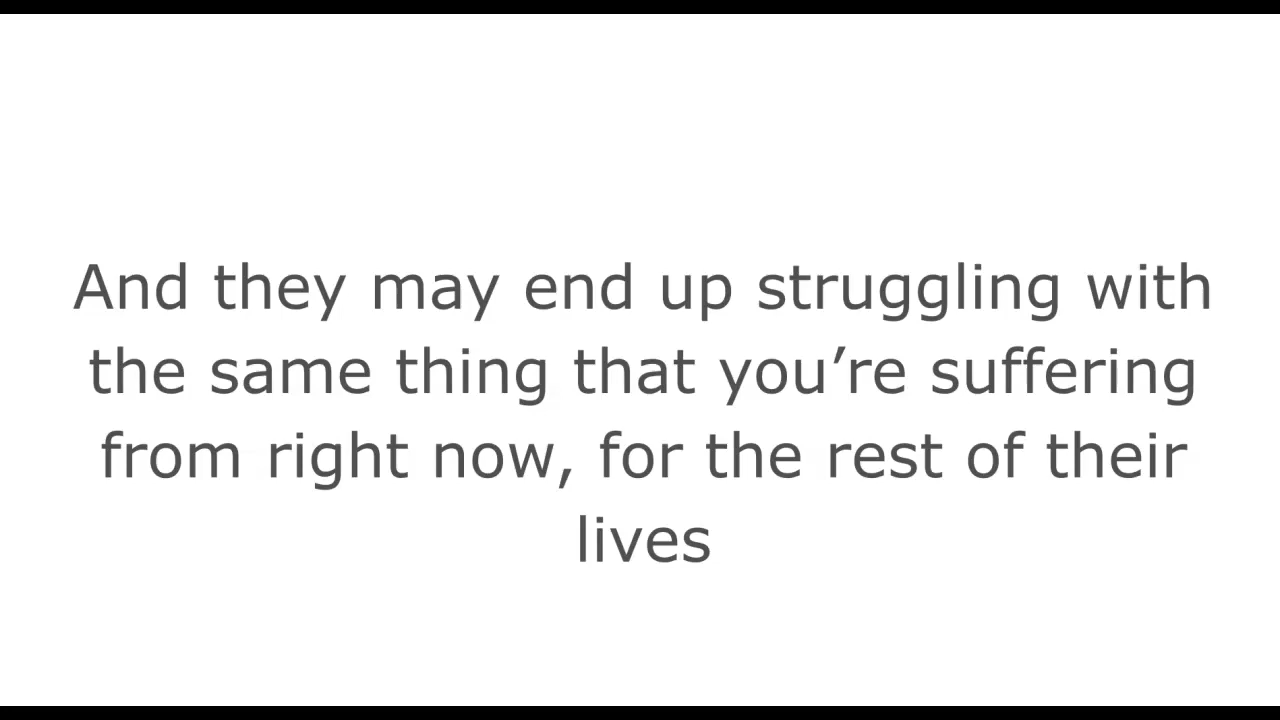 And they may end up struggling with
the same thing that you’re suffering
from right now, for the rest of their
lives